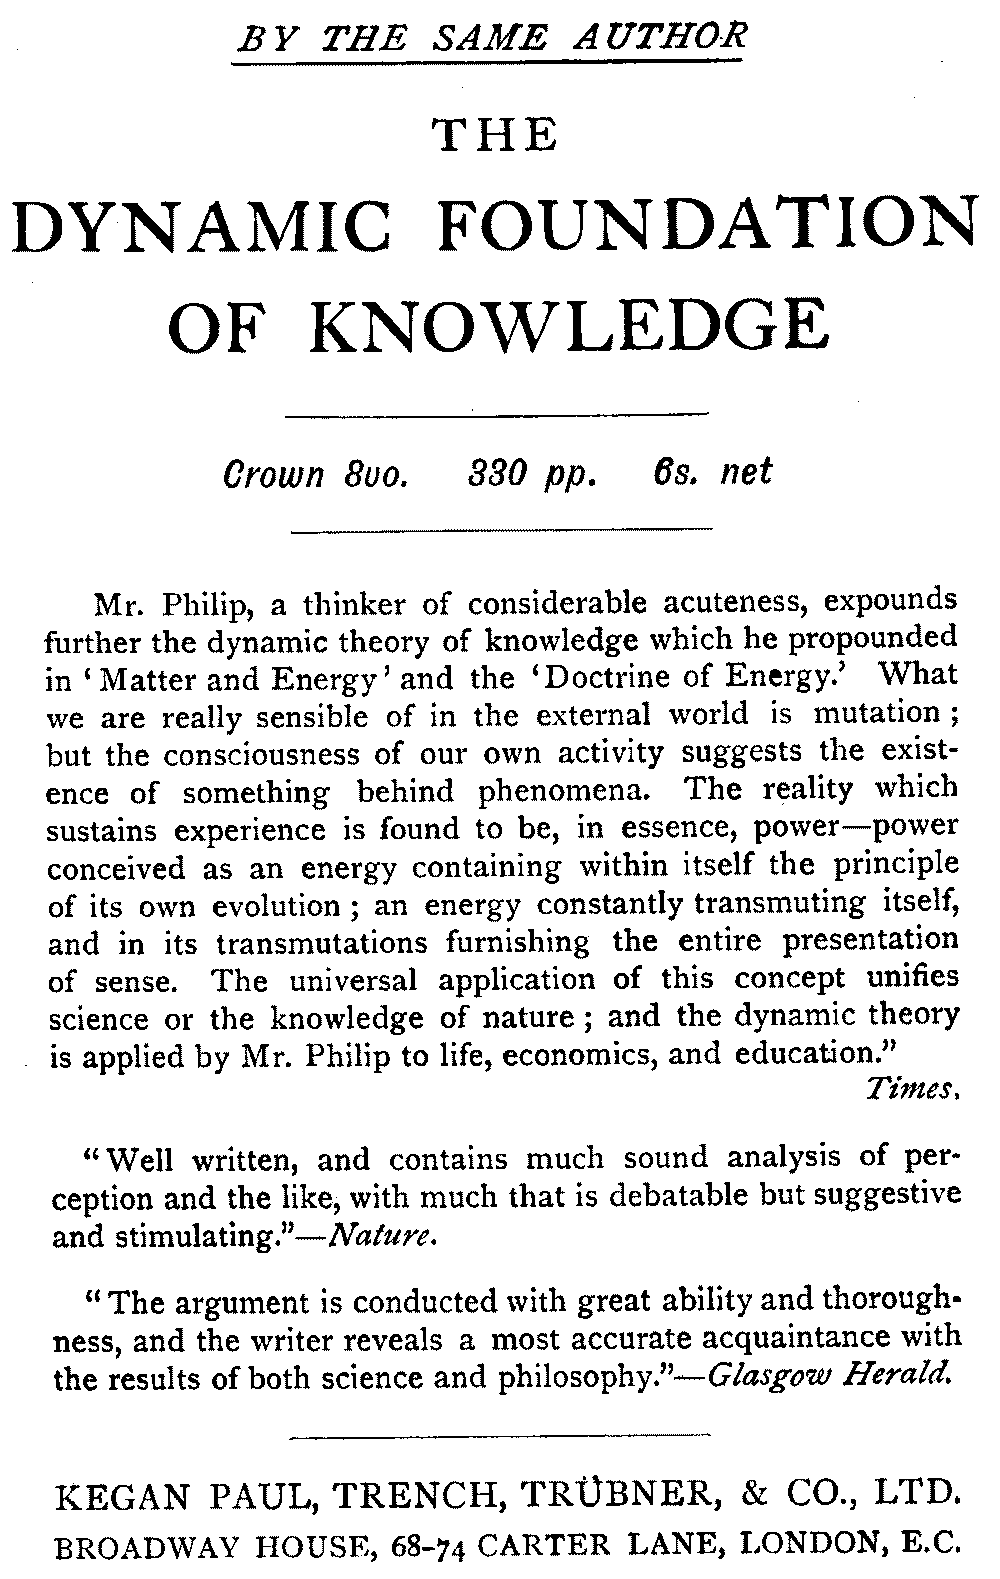 BY THE SAME AUTHOR
THE
DYNAMIC FOUNDATION
OF KNOWLEDGE
Crown 8vo. 330 pp. 6s. net
Mr. Philip, a thinker of considerable acuteness, expounds
further the dynamic theory of knowledge which he propounded
in ‘Matter and Energy’ and the ‘Doctrine of Energy.’ What
we are really sensible of in the external world is mutation ;
but the consciousness of our own activity suggests the exist-
ence of something behind phenomena. The reality which
sustains experience is found to be, in essence, power—power
conceived as an energy containing within itself the principle
of its own evolution ; an energy constantly transmuting itself,
and in its transmutations furnishing the entire presentation
of sense. The universal application of this concept unifies
science or the knowledge of nature ; and the dynamic theory
is applied by Mr. Philip to life, economics, and education.”
Times.
“Well written, and contains much sound analysis of per-
ception and the like, with much that is debatable but suggestive
and stimulating.”—Nature.
“The argument is conducted with great ability and thorough-
ness, and the writer reveals a most accurate acquaintance with
the results of both science and philosophy.”—Glasgow Herald.
KEGAN PAUL, TRENCH, TRÜBNER, & CO., LTD.
BROADWAY HOUSE, 68-74 CARTER LANE, LONDON, E.C.